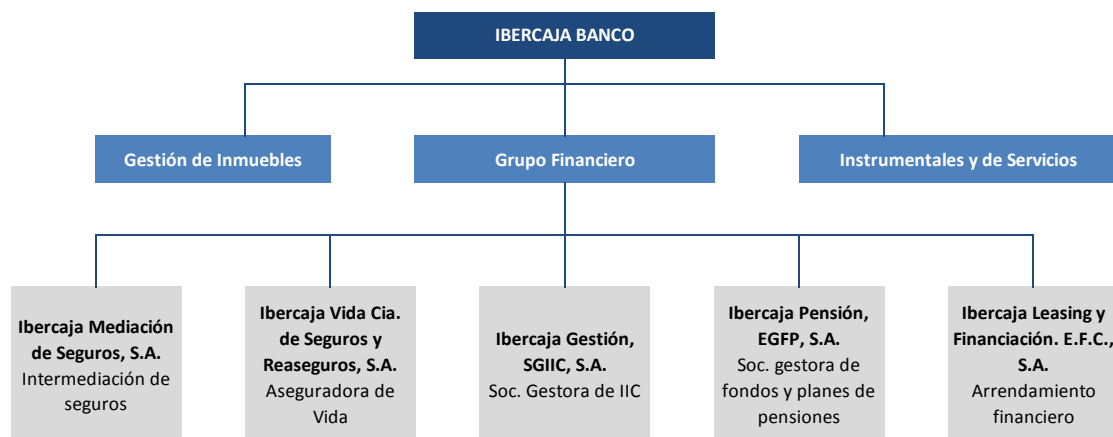 IBERCAJA BANCO
Gestión de Inmuebles
Grupo Financiero
Instrumentales y de Servicios
Ibercaja Mediación
de Seguros, S.A.
Intermediación de
seguros
Ibercaja Vida Cia.
de Seguros y
Reaseguros, S.A.
Aseguradora de
Vida
Ibercaja Gestión,
SGIIC, S.A.
Soc. Gestora de IIC
Ibercaja Pensión,
EGFP, S.A.
Soc. gestora de
fondos y planes de
pensiones
Ibercaja Leasing y
Financiación. E.F.C.,
S.A.
Arrendamiento
financiero